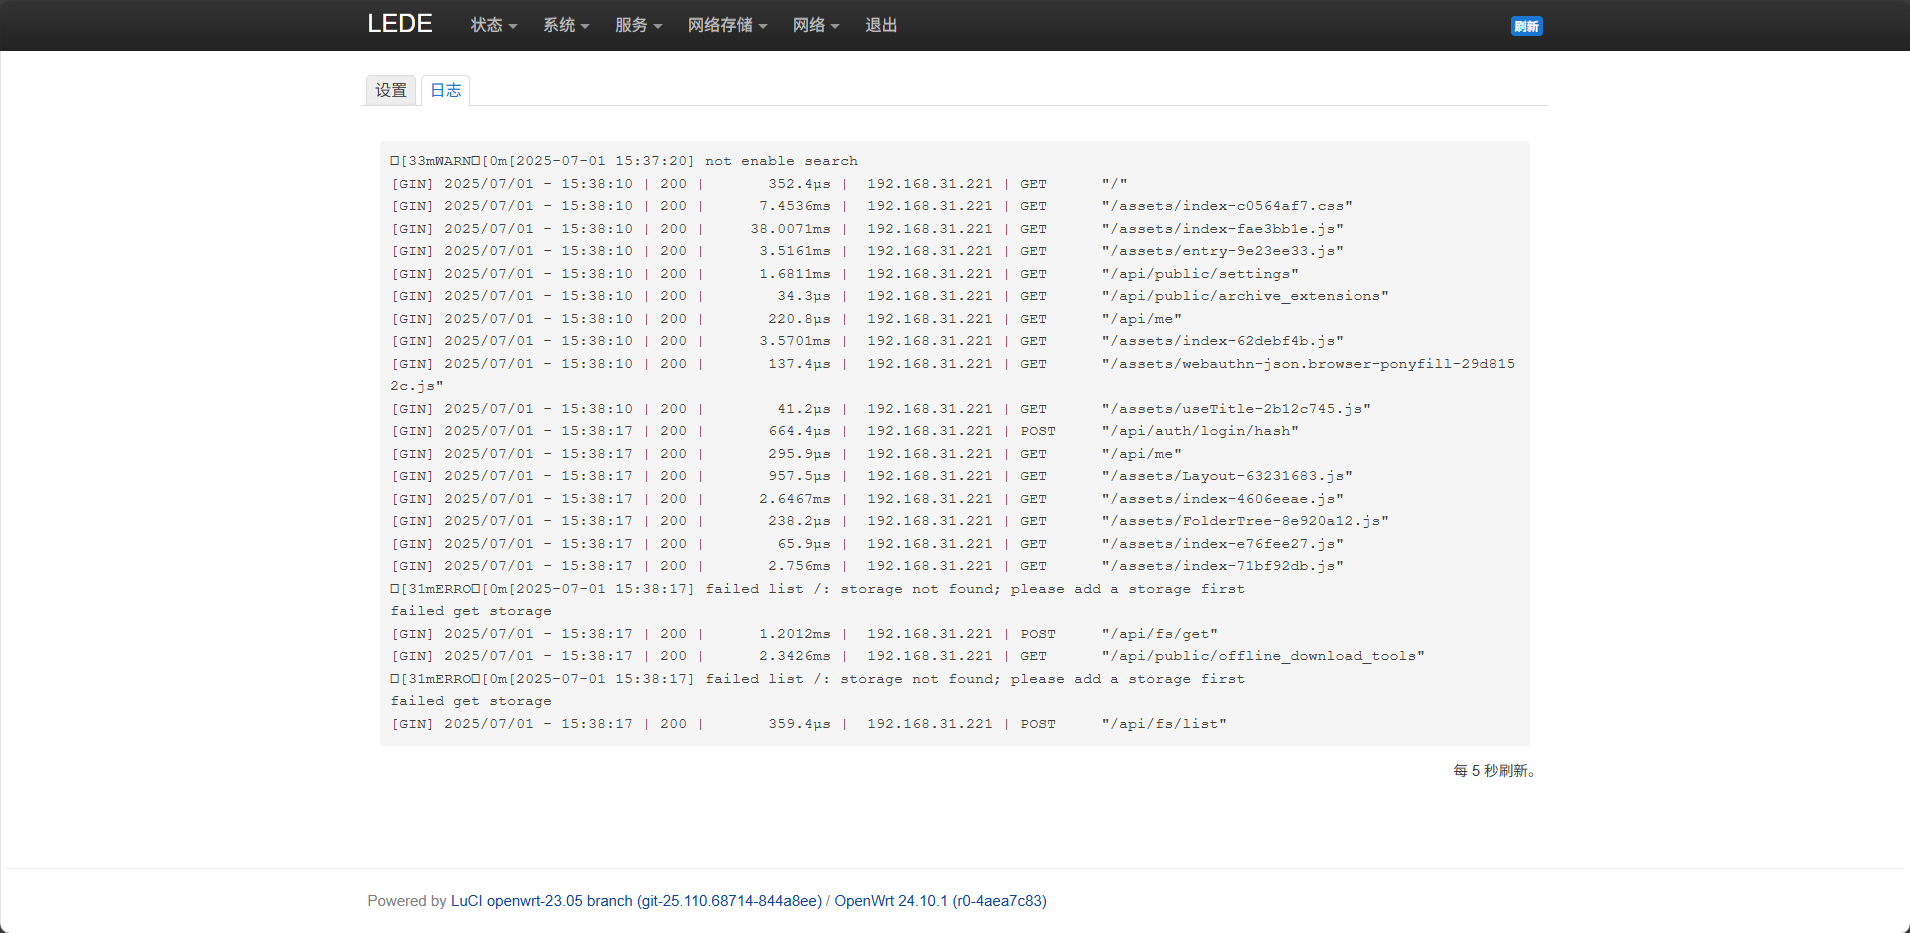 LEDE 状态 系统 服务 网络存储 网络 退出 刷新
设置 日志
[33mWARN[0m[2025-07-01 15:37:20] not enable search
[GIN] 2025/07/01 - 15:38:10 | 200 | 352.4µs | 192.168.31.221 | GET "/"
[GIN] 2025/07/01 - 15:38:10 | 200 | 7.4536ms | 192.168.31.221 | GET "/assets/index-c0564af7.css"
[GIN] 2025/07/01 - 15:38:10 | 200 | 38.0071ms | 192.168.31.221 | GET "/assets/index-fae3bb1e.js"
[GIN] 2025/07/01 - 15:38:10 | 200 | 3.5161ms | 192.168.31.221 | GET "/assets/entry-9e23ee33.js"
[GIN] 2025/07/01 - 15:38:10 | 200 | 1.6811ms | 192.168.31.221 | GET "/api/public/settings"
[GIN] 2025/07/01 - 15:38:10 | 200 | 34.3µs | 192.168.31.221 | GET "/api/public/archive_extensions"
[GIN] 2025/07/01 - 15:38:10 | 200 | 220.8µs | 192.168.31.221 | GET "/api/me"
[GIN] 2025/07/01 - 15:38:10 | 200 | 3.5701ms | 192.168.31.221 | GET "/assets/index-62debf4b.js"
[GIN] 2025/07/01 - 15:38:10 | 200 | 137.4µs | 192.168.31.221 | GET "/assets/webauthn-json.browser-ponyfill-29d815
2c.js"
[GIN] 2025/07/01 - 15:38:10 | 200 | 41.2µs | 192.168.31.221 | GET "/assets/useTitle-2b12c745.js"
[GIN] 2025/07/01 - 15:38:17 | 200 | 664.4µs | 192.168.31.221 | POST "/api/auth/login/hash"
[GIN] 2025/07/01 - 15:38:17 | 200 | 295.9µs | 192.168.31.221 | GET "/api/me"
[GIN] 2025/07/01 - 15:38:17 | 200 | 957.5µs | 192.168.31.221 | GET "/assets/Layout-63231683.js"
[GIN] 2025/07/01 - 15:38:17 | 200 | 2.6467ms | 192.168.31.221 | GET "/assets/index-4606eeae.js"
[GIN] 2025/07/01 - 15:38:17 | 200 | 238.2µs | 192.168.31.221 | GET "/assets/FolderTree-8e920a12.js"
[GIN] 2025/07/01 - 15:38:17 | 200 | 65.9µs | 192.168.31.221 | GET "/assets/index-e76fee27.js"
[GIN] 2025/07/01 - 15:38:17 | 200 | 2.756ms | 192.168.31.221 | GET "/assets/index-71bf92db.js"
[31mERRO[0m[2025-07-01 15:38:17] failed list /: storage not found; please add a storage first
failed get storage
[GIN] 2025/07/01 - 15:38:17 | 200 | 1.2012ms | 192.168.31.221 | POST "/api/fs/get"
[GIN] 2025/07/01 - 15:38:17 | 200 | 2.3426ms | 192.168.31.221 | GET "/api/public/offline_download_tools"
[31mERRO[0m[2025-07-01 15:38:17] failed list /: storage not found; please add a storage first
failed get storage
[GIN] 2025/07/01 - 15:38:17 | 200 | 359.4µs | 192.168.31.221 | POST "/api/fs/list"
每 5 秒刷新。
Powered by LuCI openwrt-23.05 branch (git-25.110.68714-844a8ee) / OpenWrt 24.10.1 (r0-4aea7c83)